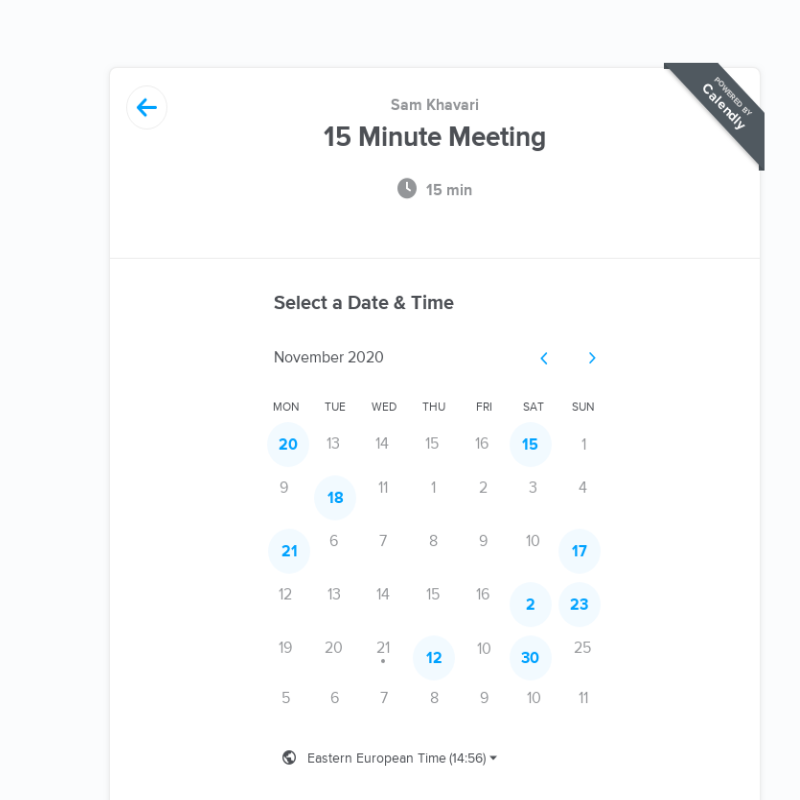 POWERED BY
Calendly
Sam Khavari
15 Minute Meeting
15 min
Select a Date & Time
November 2020
MON TUE WED THU FRI SAT SUN
20 13 14 15 16 15 1
9 18 11 1 2 3 4
21 6 7 8 9 10 17
12 13 14 15 16 2 23
19 20 21 12 10 30 25
5 6 7 8 9 10 11
Eastern European Time (14:56)